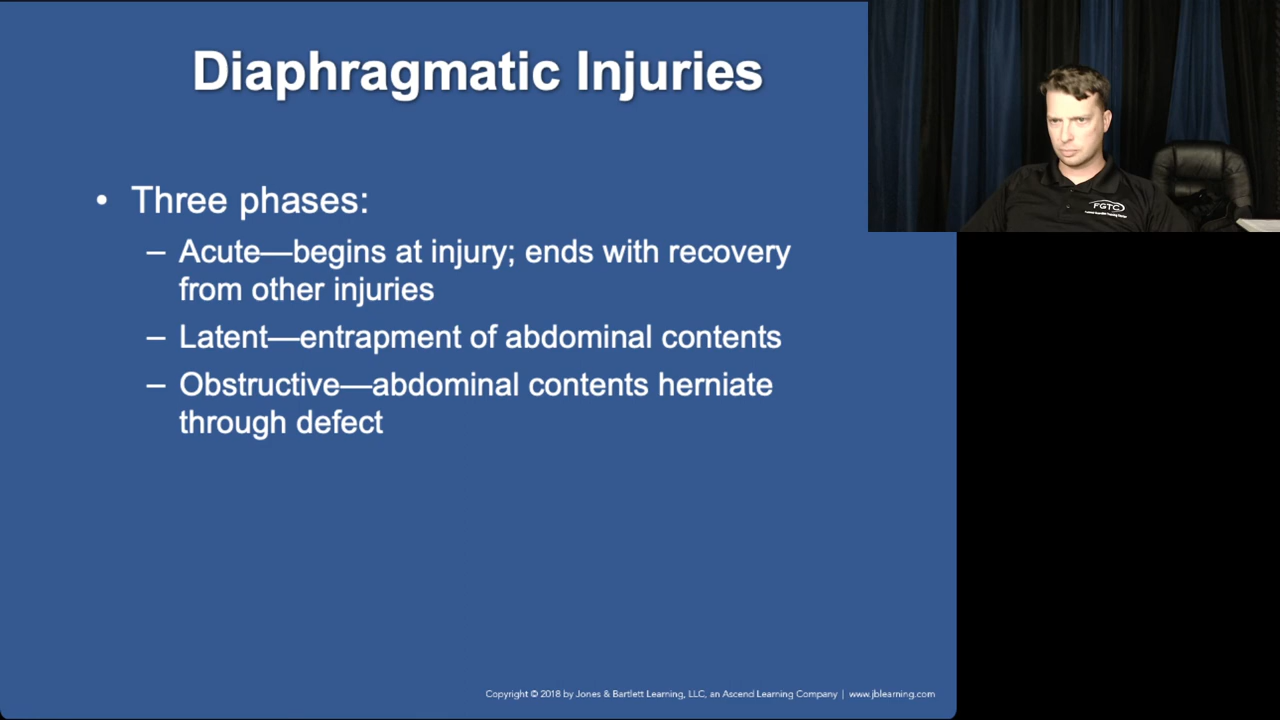 Diaphragmatic Injuries
• Three phases:
– Acute—begins at injury; ends with recovery
from other injuries
– Latent—entrapment of abdominal contents
– Obstructive—abdominal contents herniate
through defect
FGTC
Copyright © 2018 by Jones & Bartlett Learning, LLC, an Ascend Learning Company | www.jblearning.com